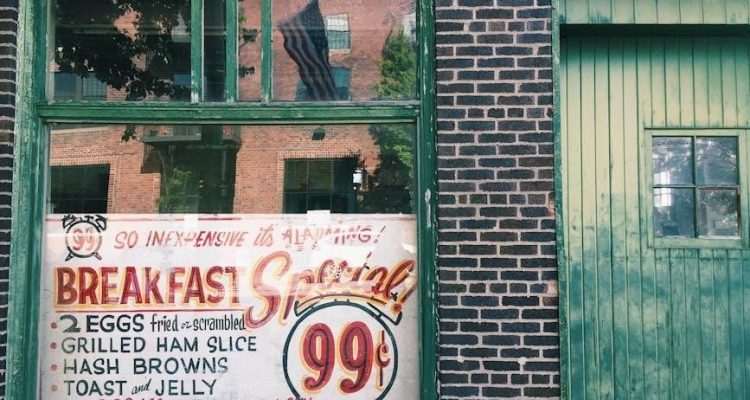 99 SO INEXPENSIVE it's ALARMING!
BREAKFAST Special!
• 2 EGGS fried or scrambled
• GRILLED HAM SLICE
• HASH BROWNS
• TOAST and JELLY
99¢